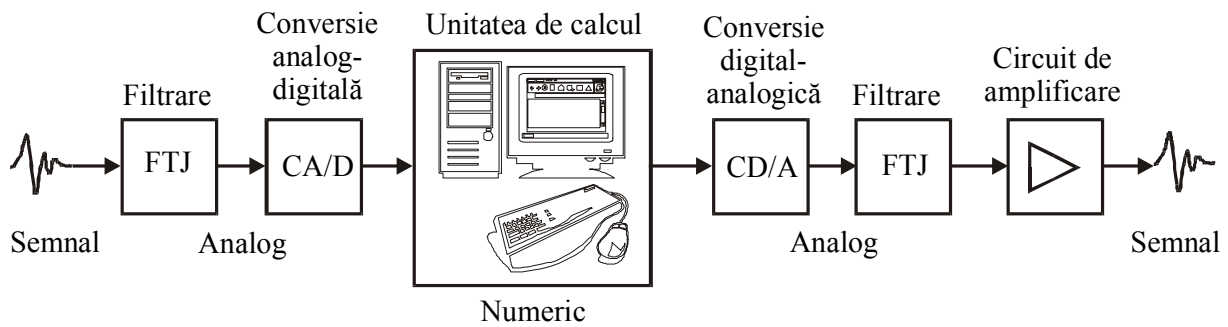 Conversie
analog-
digitală
Unitatea de calcul
Conversie
digital-
analogică
Circuit de
amplificare
Filtrare
Filtrare
FTJ
CA/D
CD/A
FTJ
Semnal
Analog
Numeric
Analog
Semnal